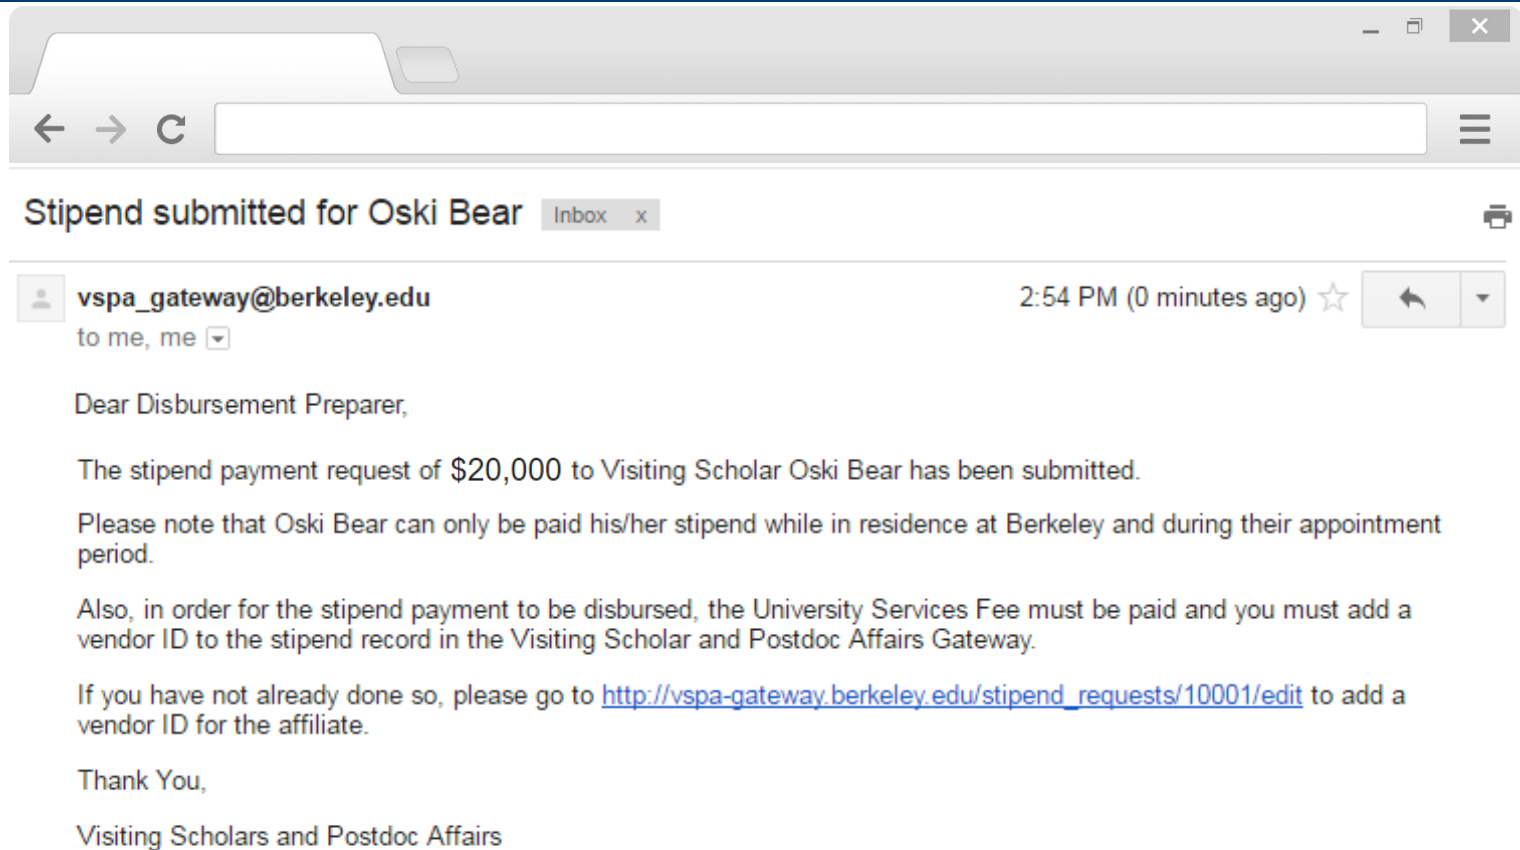 Stipend submitted for Oski Bear Inbox x
vspa_gateway@berkeley.edu 2:54 PM (0 minutes ago)
to me, me
Dear Disbursement Preparer,
The stipend payment request of $20,000 to Visiting Scholar Oski Bear has been submitted.
Please note that Oski Bear can only be paid his/her stipend while in residence at Berkeley and during their appointment
period.
Also, in order for the stipend payment to be disbursed, the University Services Fee must be paid and you must add a
vendor ID to the stipend record in the Visiting Scholar and Postdoc Affairs Gateway.
If you have not already done so, please go to http://vspa-gateway.berkeley.edu/stipend_requests/10001/edit to add a
vendor ID for the affiliate.
Thank You,
Visiting Scholars and Postdoc Affairs